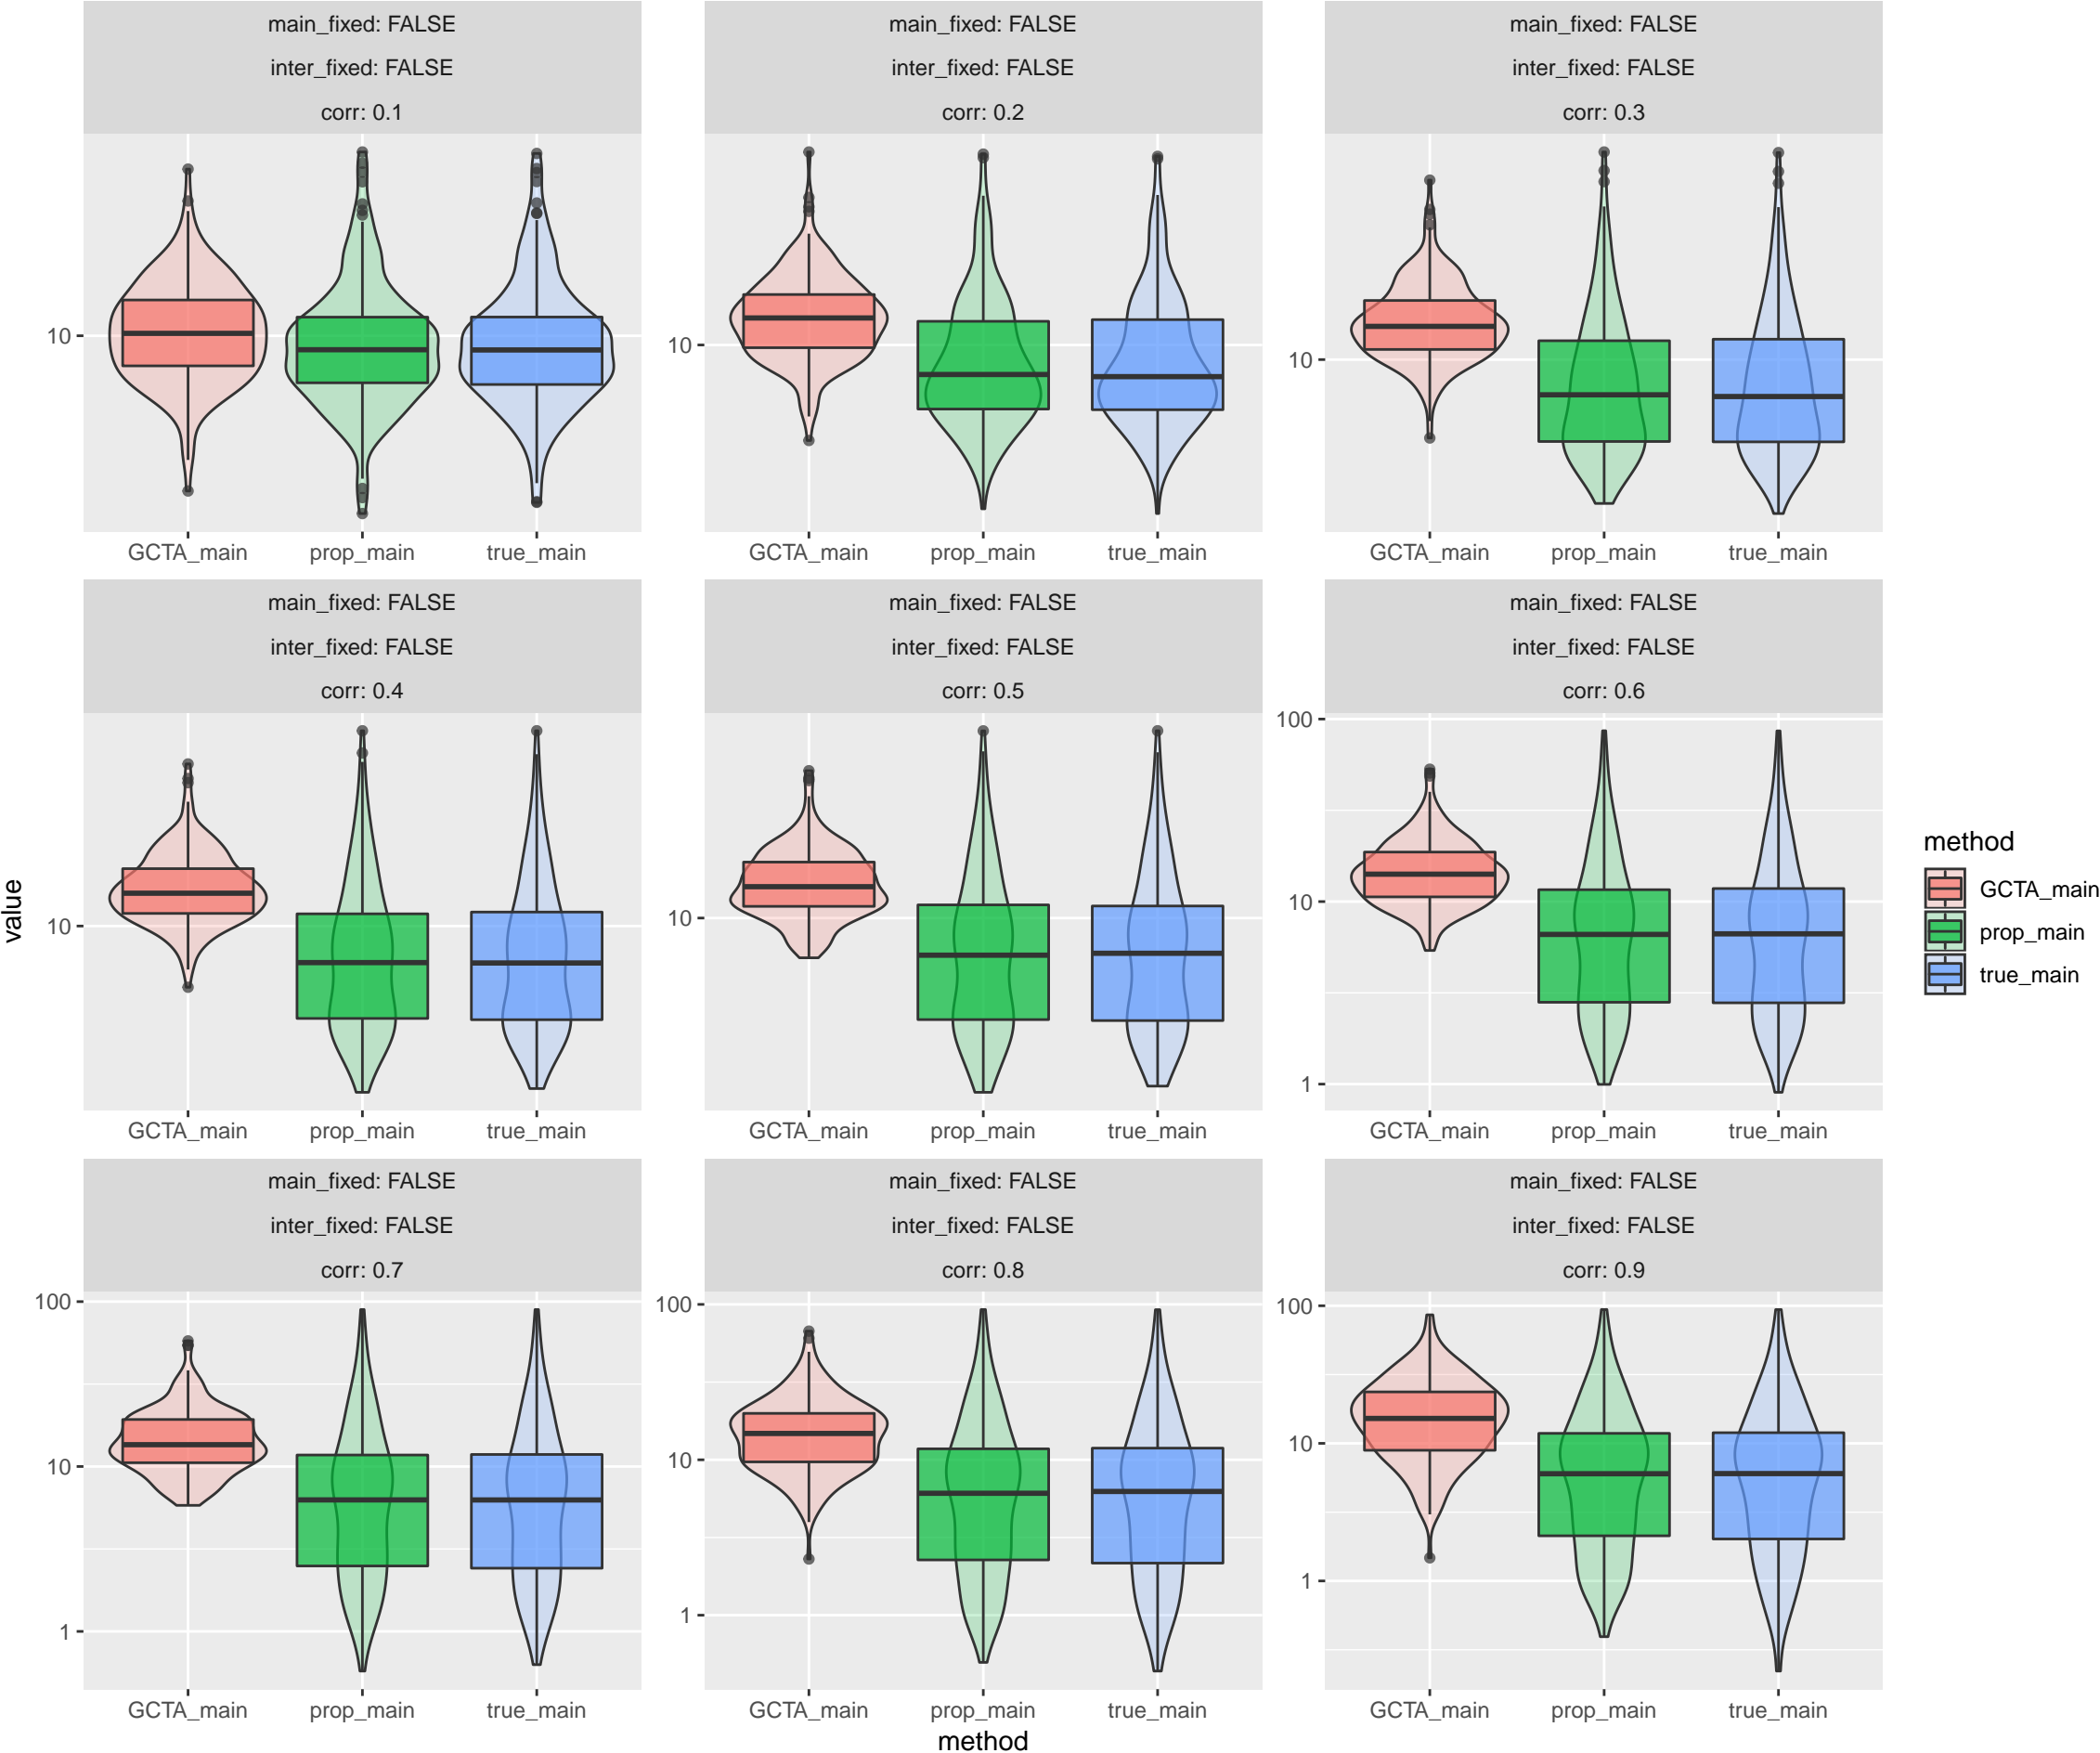 main_fixed: FALSE
inter_fixed: FALSE
corr: 0.1
main_fixed: FALSE
inter_fixed: FALSE
corr: 0.2
main_fixed: FALSE
inter_fixed: FALSE
corr: 0.3
10
10
10
GCTA_main prop_main true_main
GCTA_main prop_main true_main
GCTA_main prop_main true_main
main_fixed: FALSE
inter_fixed: FALSE
corr: 0.4
main_fixed: FALSE
inter_fixed: FALSE
corr: 0.5
main_fixed: FALSE
inter_fixed: FALSE
corr: 0.6
value
10
10
100
10
1
GCTA_main prop_main true_main
GCTA_main prop_main true_main
GCTA_main prop_main true_main
method
GCTA_main
prop_main
true_main
main_fixed: FALSE
inter_fixed: FALSE
corr: 0.7
main_fixed: FALSE
inter_fixed: FALSE
corr: 0.8
main_fixed: FALSE
inter_fixed: FALSE
corr: 0.9
100
10
1
100
10
1
100
10
1
GCTA_main prop_main true_main
GCTA_main prop_main true_main
GCTA_main prop_main true_main
method